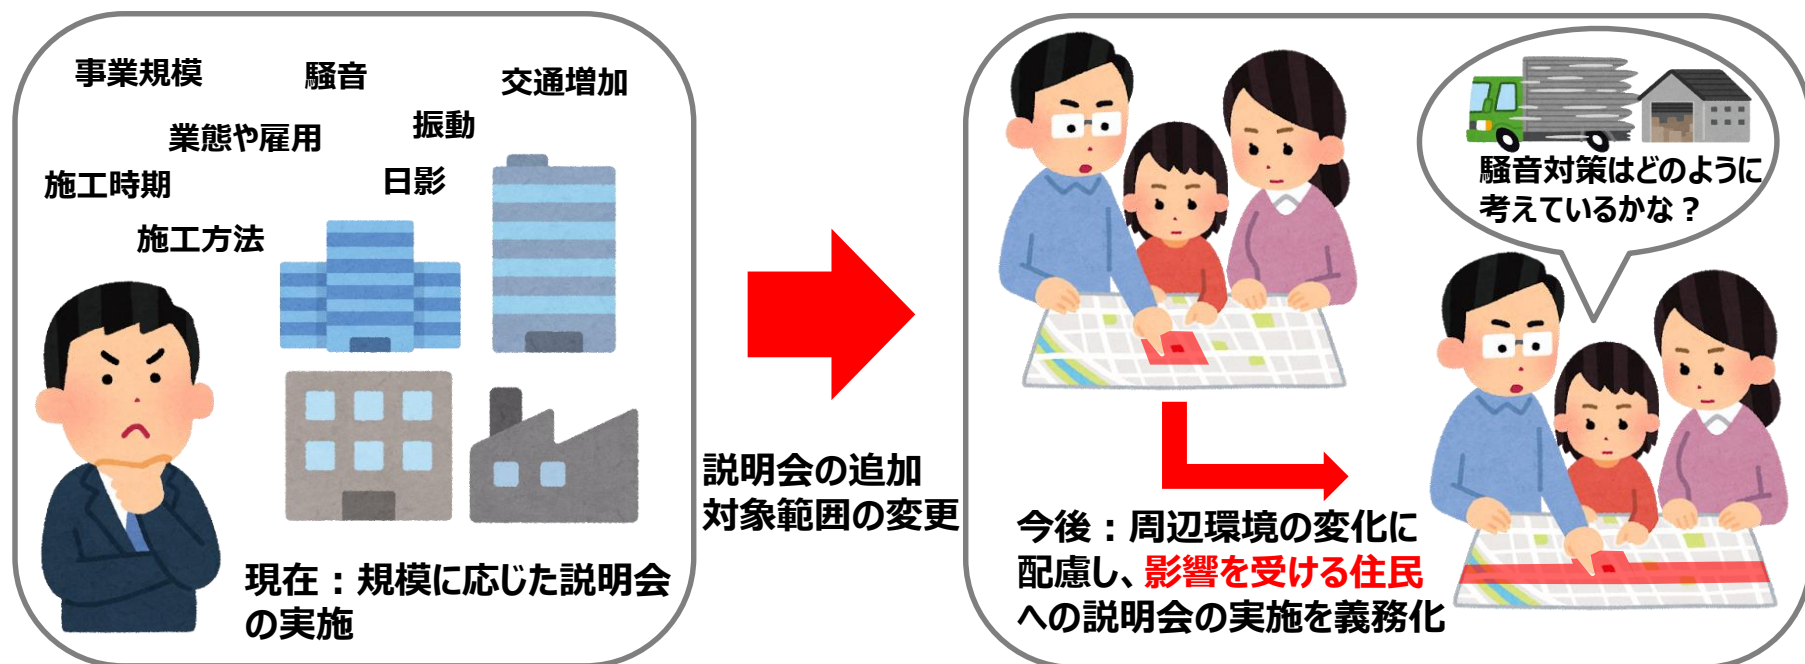 事業規模
騒音
交通増加
業態や雇用
振動
施工時期
日影
施工方法
現在：規模に応じた説明会
の実施
説明会の追加
対象範囲の変更
騒音対策はどのように
考えているかな？
今後：周辺環境の変化に
配慮し、影響を受ける住民
への説明会の実施を義務化